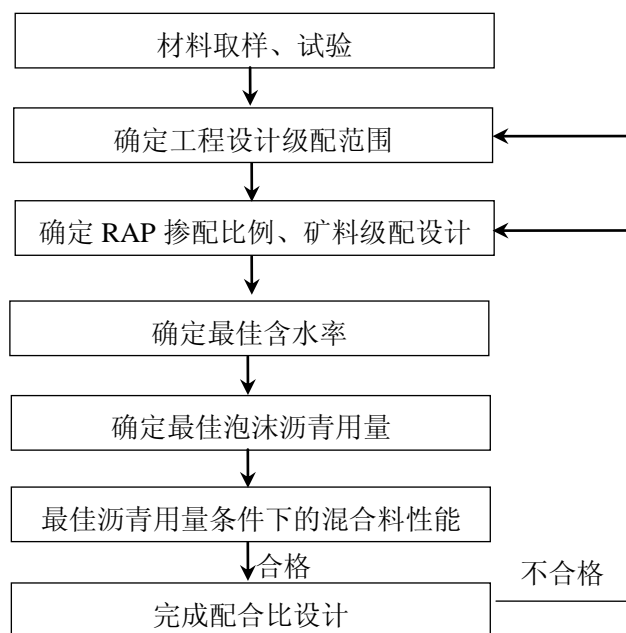 材料取样、试验
确定工程设计级配范围
确定 RAP 掺配比例、矿料级配设计
确定最佳含水率
确定最佳泡沫沥青用量
最佳沥青用量条件下的混合料性能
合格
不合格
完成配合比设计